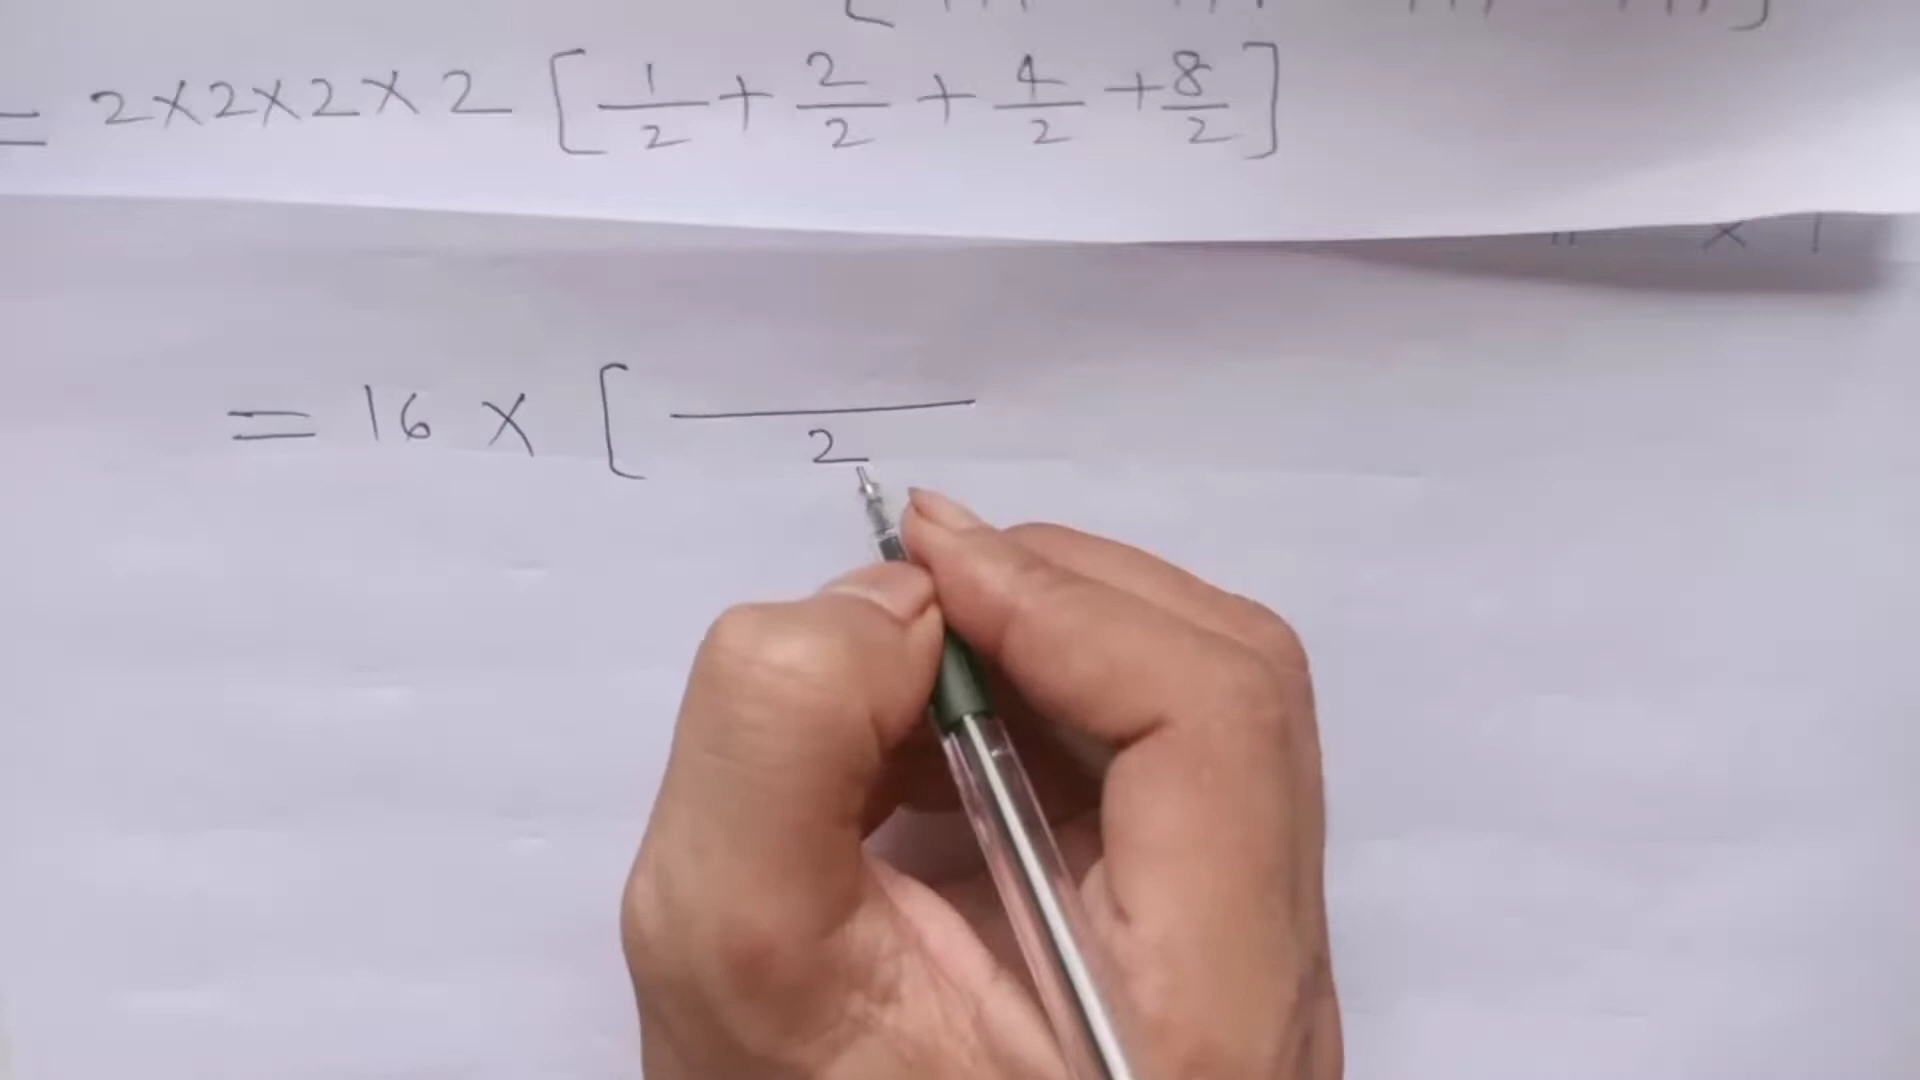 = 2×2×2×2 [1/2 + 2/2 + 4/2 + 8/2]
= 16 × [ /2